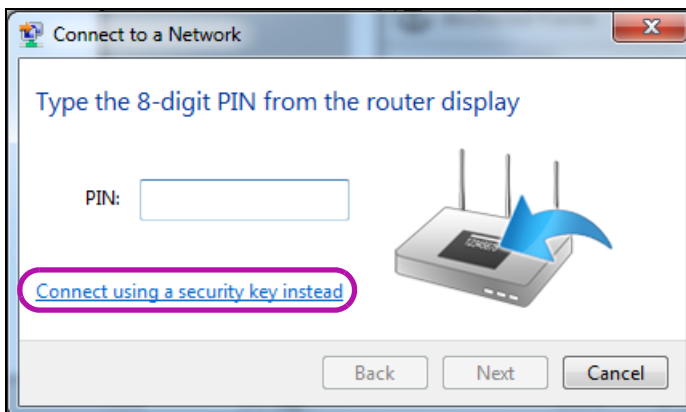 Connect to a Network
Type the 8-digit PIN from the router display
PIN:
Connect using a security key instead
Back
Next
Cancel